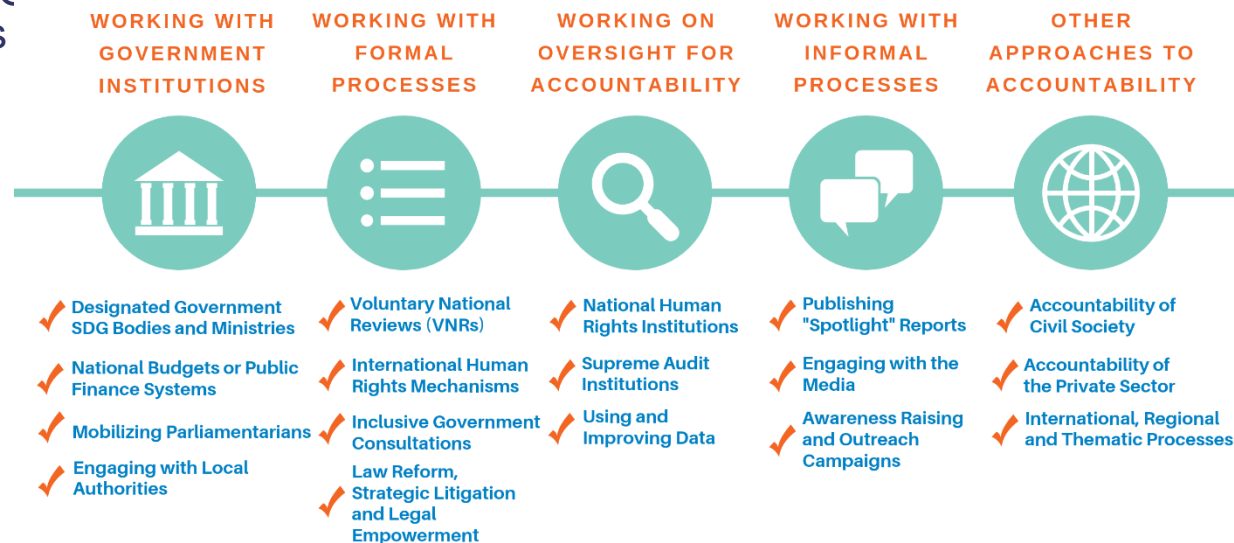 S
WORKING WITH
GOVERNMENT
INSTITUTIONS
WORKING WITH
FORMAL
PROCESSES
WORKING ON
OVERSIGHT FOR
ACCOUNTABILITY
WORKING WITH
INFORMAL
PROCESSES
OTHER
APPROACHES TO
ACCOUNTABILITY
Designated Government
SDG Bodies and Ministries
National Budgets or Public
Finance Systems
Mobilizing Parliamentarians
Engaging with Local
Authorities
Voluntary National
Reviews (VNRs)
International Human
Rights Mechanisms
Inclusive Government
Consultations
Law Reform,
Strategic Litigation
and Legal
Empowerment
National Human
Rights Institutions
Supreme Audit
Institutions
Using and
Improving Data
Publishing
"Spotlight" Reports
Engaging with the
Media
Awareness Raising
and Outreach
Campaigns
Accountability of
Civil Society
Accountability of
the Private Sector
International, Regional
and Thematic Processes